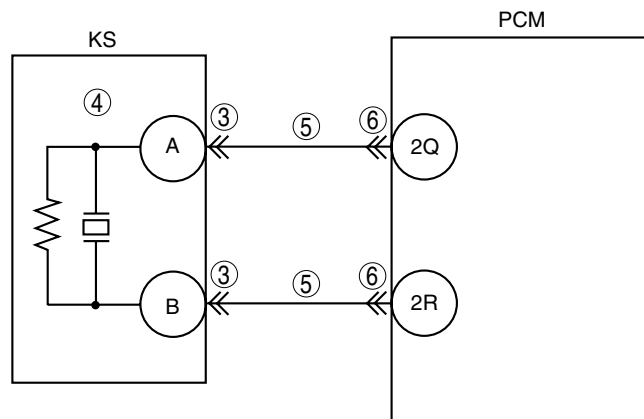 KS
PCM
④
③
⑤
⑥
A
2Q
③
⑤
⑥
B
2R